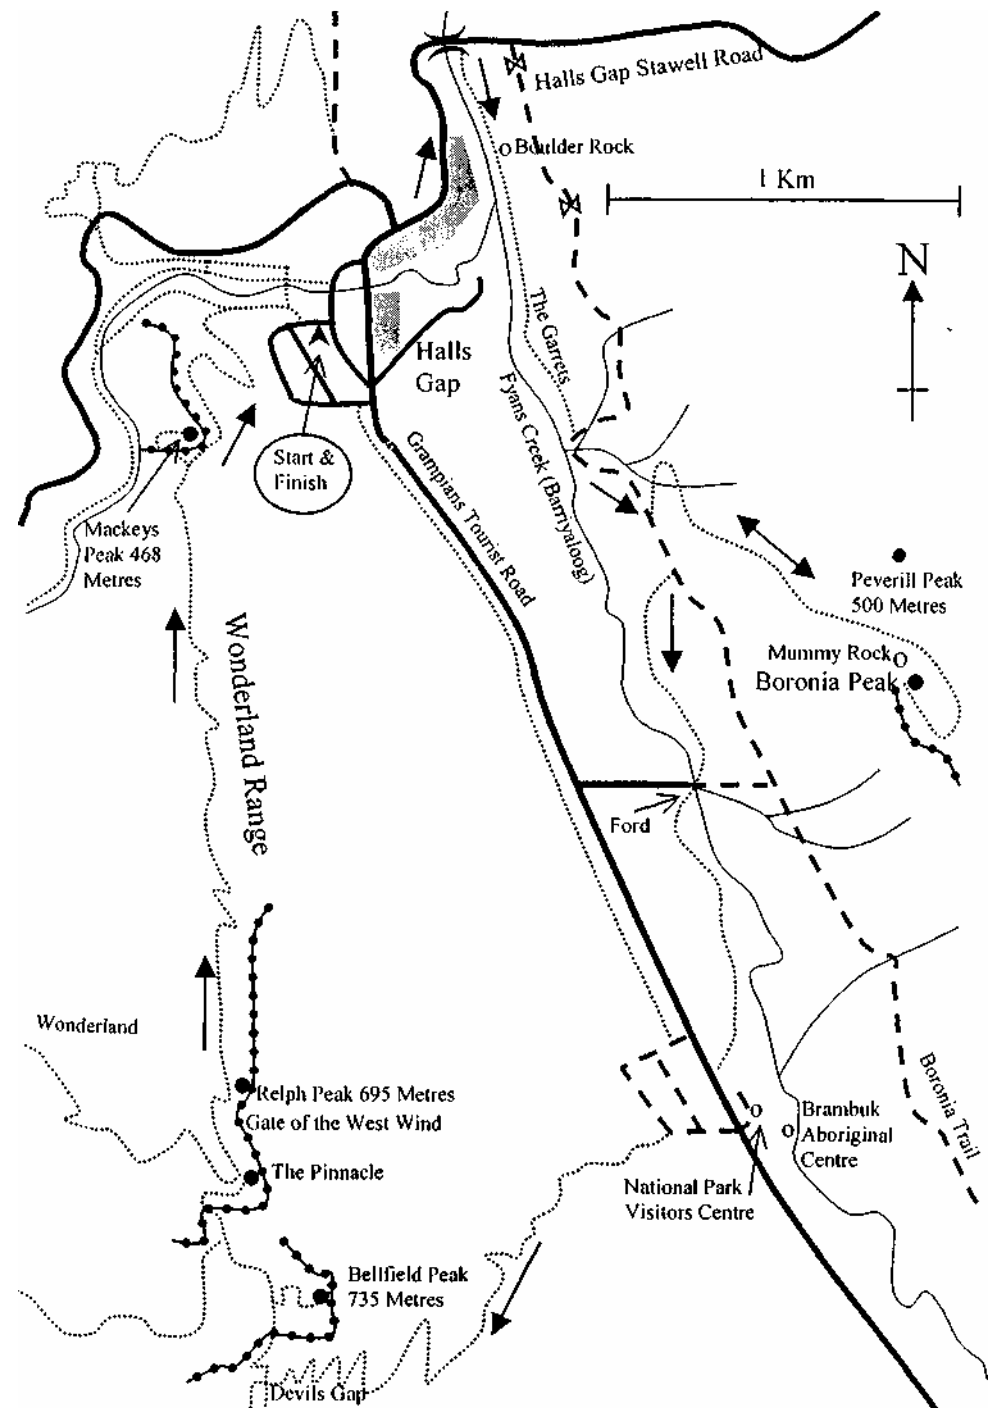 Halls Gap Stawell Road
Boulder Rock
1 Km
N
The Garrets
Halls
Gap
Fyans Creek (Barriyaloog)
Grampians Tourist Road
Start &
Finish
Mackeys
Peak 468
Metres
Peverill Peak
500 Metres
Mummy Rock
Boronia Peak
Wonderland Range
Ford
Wonderland
Relph Peak 695 Metres
Gate of the West Wind
The Pinnacle
Boronia Trail
Brambuk
Aboriginal
Centre
National Park
Visitors Centre
Bellfield Peak
735 Metres
Devils Gap